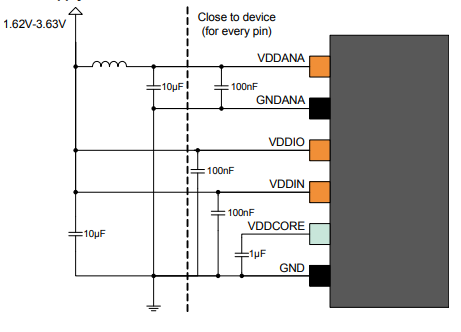 1.62V-3.63V
Close to device
(for every pin)
VDDANA
10µF
100nF
GNDANA
VDDIO
100nF
VDDIN
100nF
VDDCORE
10µF
1µF
GND